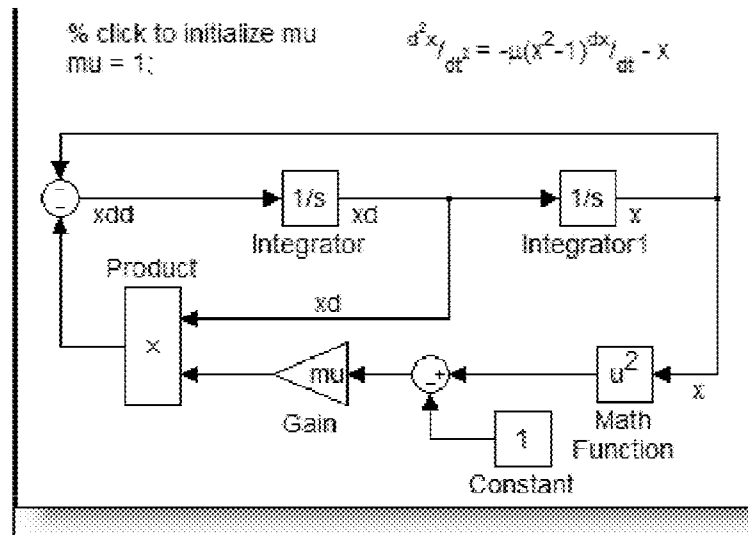 % click to initialize mu
mu = 1;
d²x/dt² = -µ(x²-1)dx/dt - x
1/s
1/s
xdd
xd
x
Integrator
Integrator1
Product
xd
x
mu
-
+
u²
x
Gain
1
Math
Function
Constant